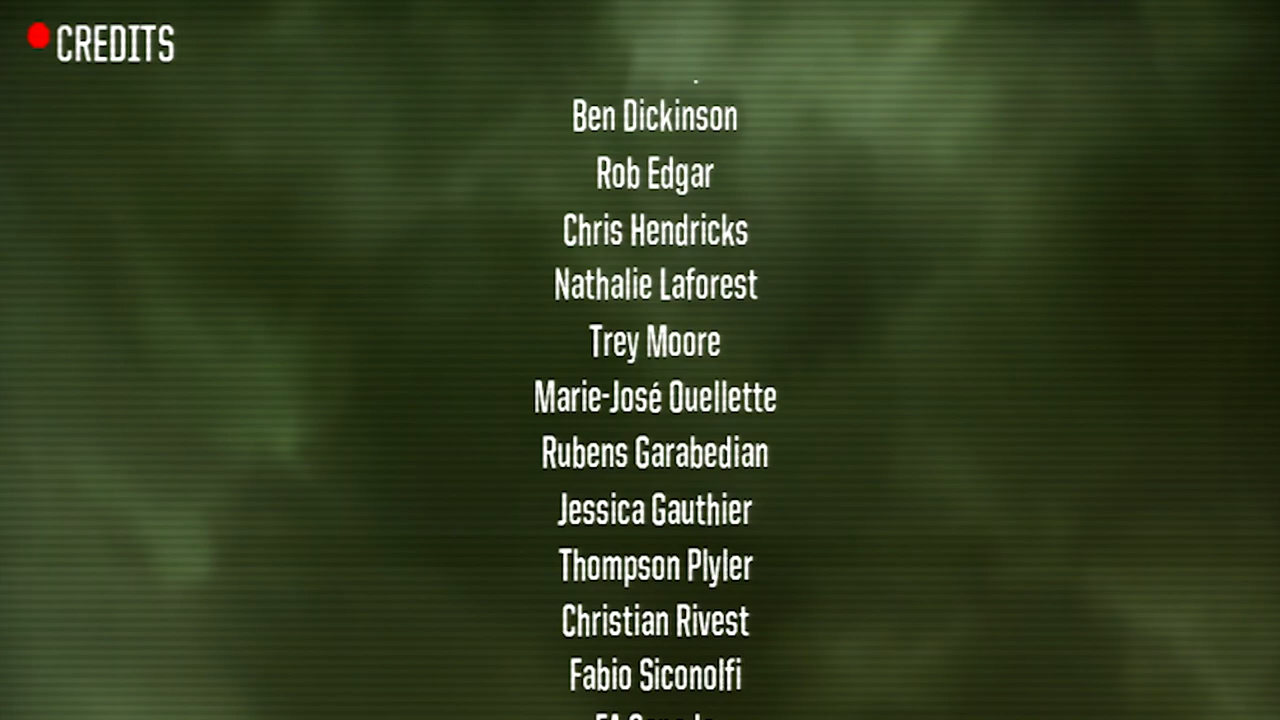 CREDITS
Ben Dickinson
Rob Edgar
Chris Hendricks
Nathalie Laforest
Trey Moore
Marie-José Ouellette
Rubens Garabedian
Jessica Gauthier
Thompson Plyler
Christian Rivest
Fabio Siconolfi